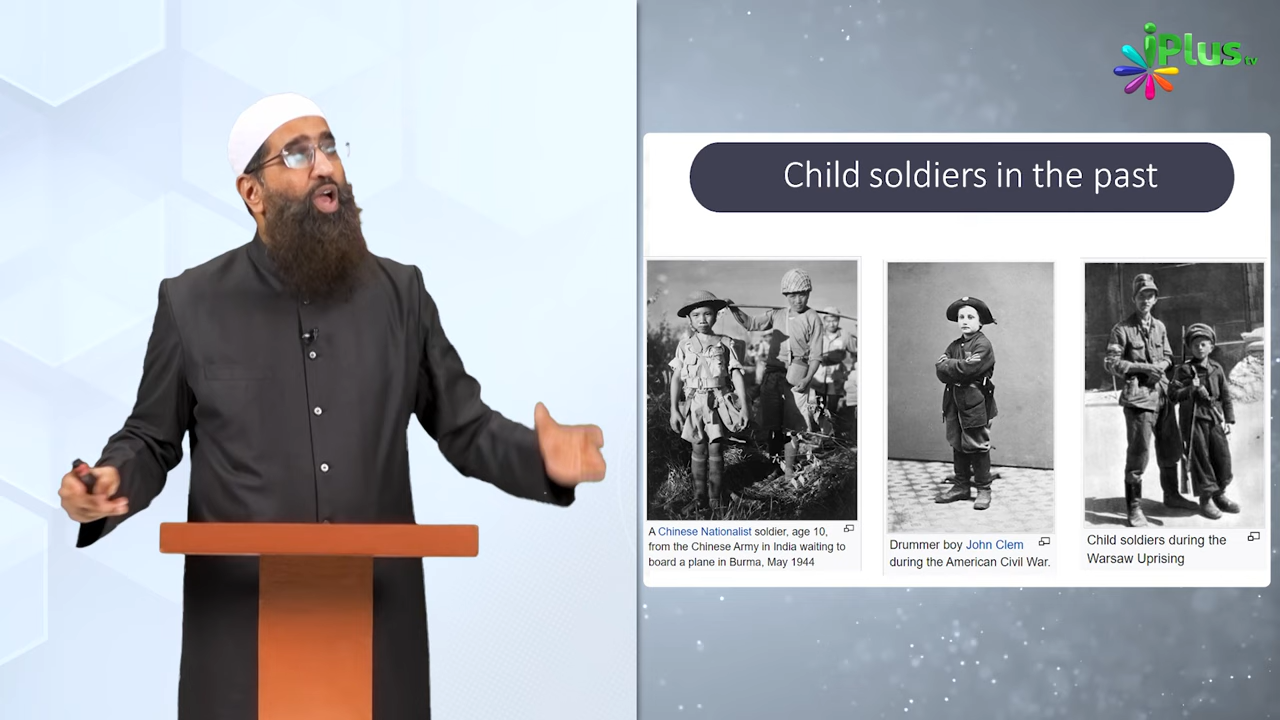 iPlus tv
Child soldiers in the past
A Chinese Nationalist soldier, age 10,
from the Chinese Army in India waiting to
board a plane in Burma, May 1944
Drummer boy John Clem
during the American Civil War.
Child soldiers during the
Warsaw Uprising